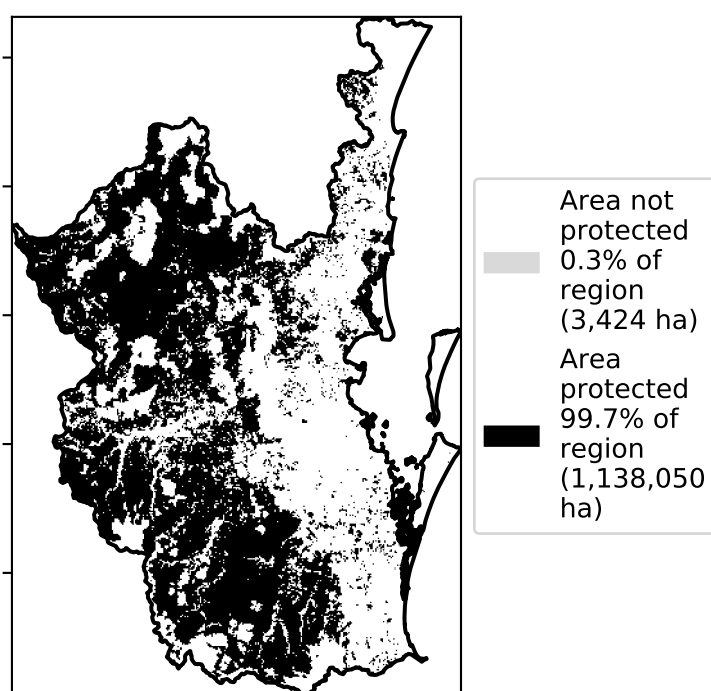 Area not
protected
0.3% of
region
(3,424 ha)
Area
protected
99.7% of
region
(1,138,050
ha)